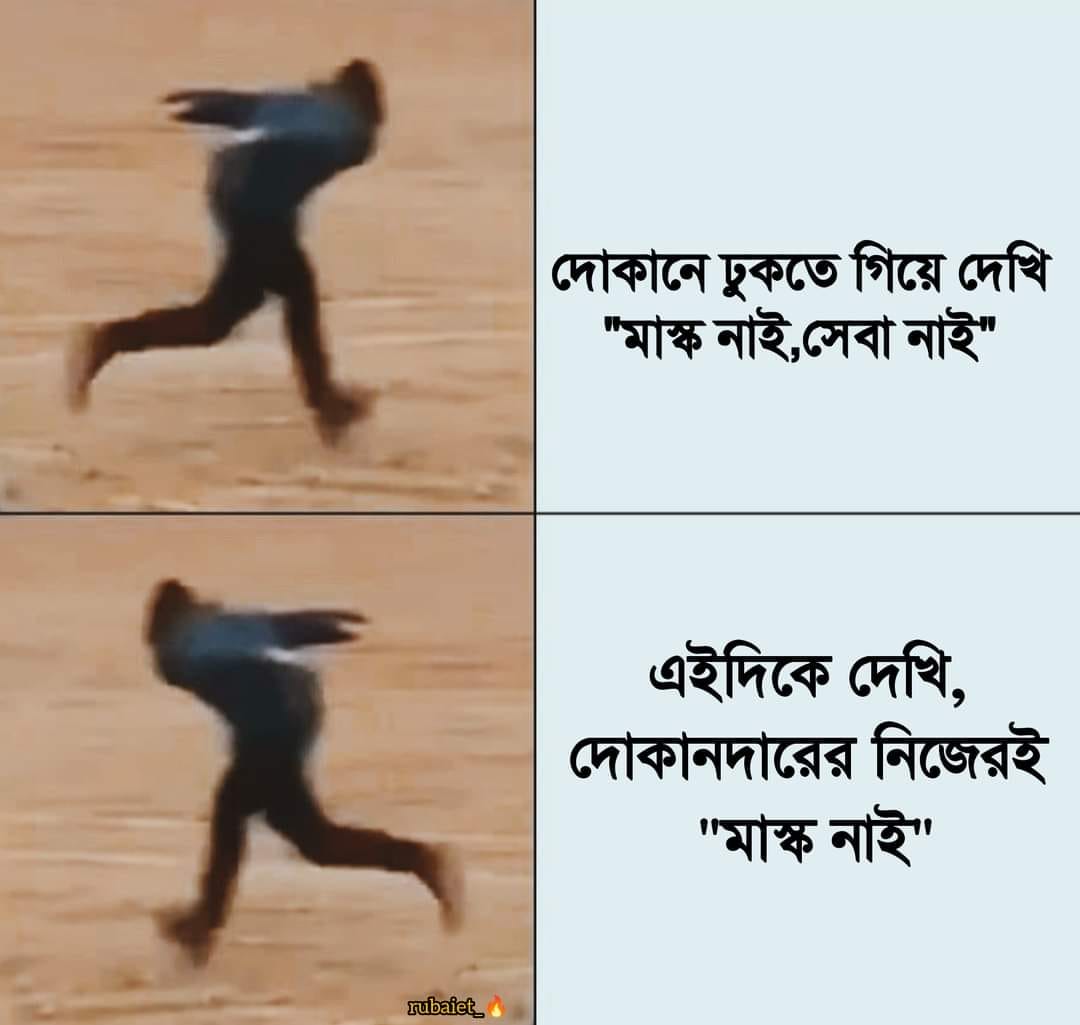 দোকানে ঢুকতে গিয়ে দেখি
"মাস্ক নাই,সেবা নাই"
এইদিকে দেখি,
দোকানদারের নিজেরই
"মাস্ক নাই"
rubaiet_🔥